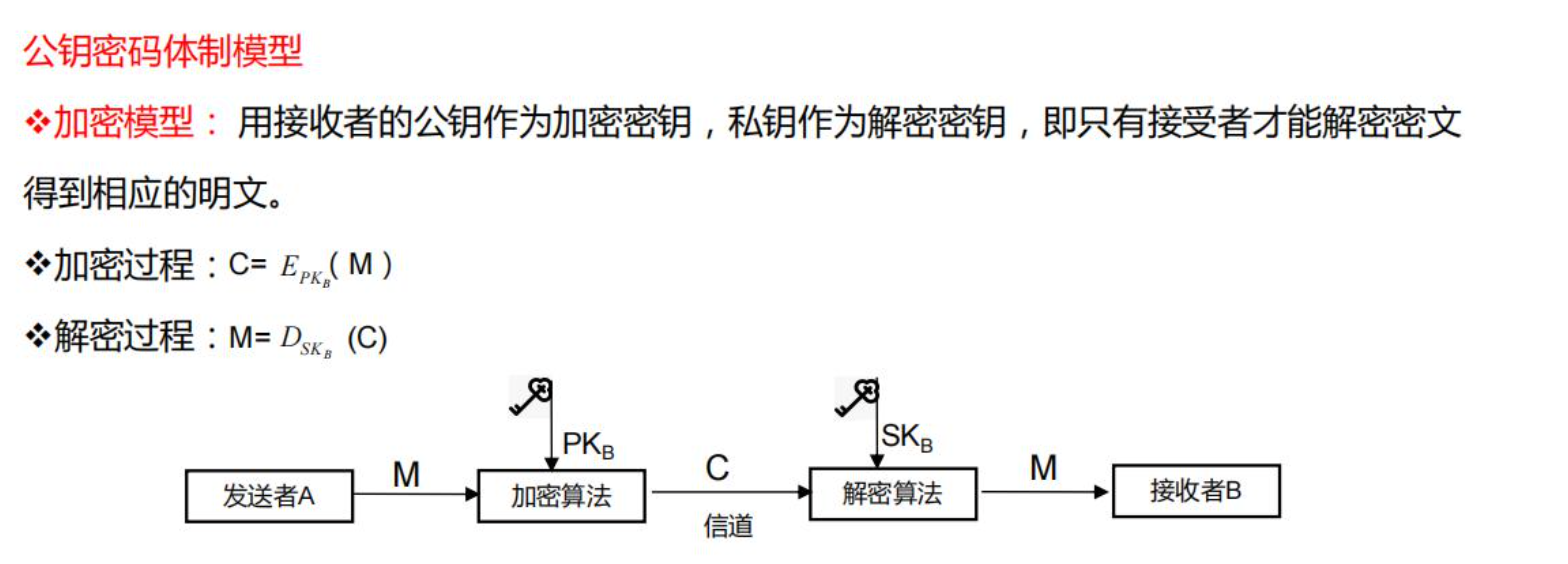 公钥密码体制模型
❖加密模型： 用接收者的公钥作为加密密钥，私钥作为解密密钥，即只有接受者才能解密密文
得到相应的明文。
❖加密过程：C= E_{PK_B}( M )
❖解密过程：M= D_{SK_B} (C)
PK_B
SK_B
发送者A
M
加密算法
C
信道
解密算法
M
接收者B